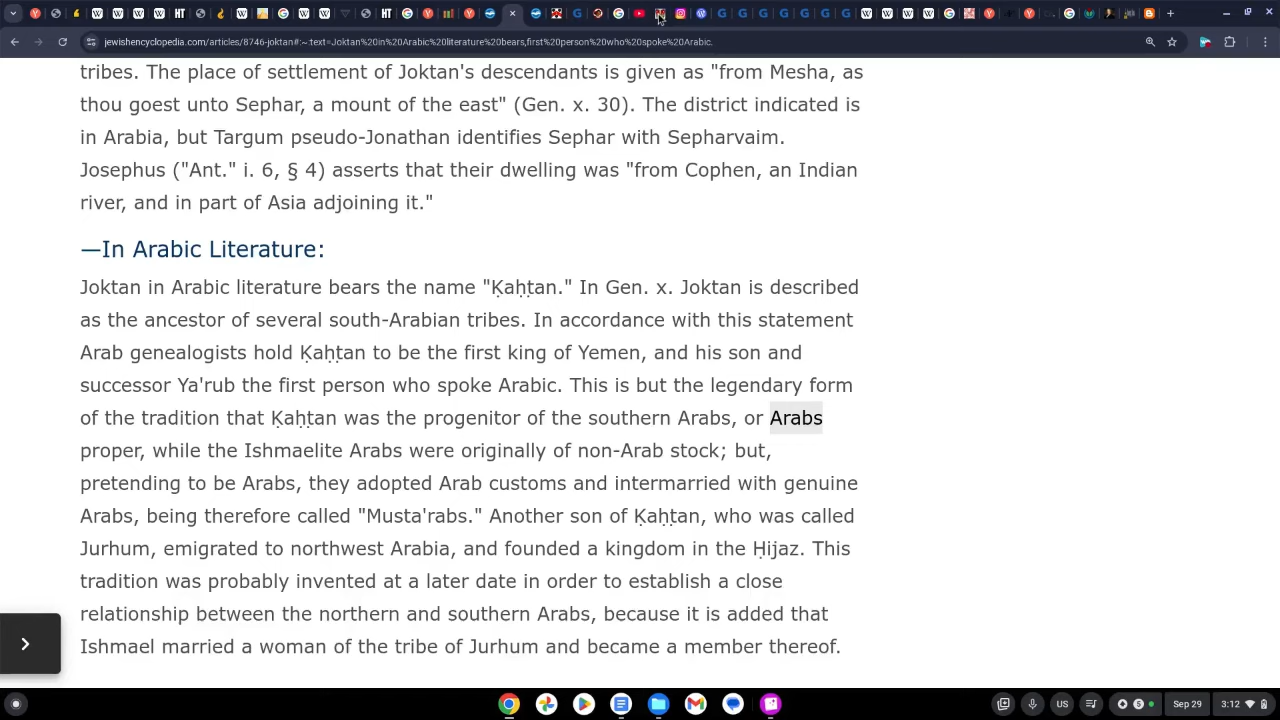 jewishencyclopedia.com/articles/8746-joktan#:~:text=Joktan%20in%20Arabic%20literature%20bears,first%20person%20who%20spoke%20Arabic.
tribes. The place of settlement of Joktan's descendants is given as "from Mesha, as
thou goest unto Sephar, a mount of the east" (Gen. x. 30). The district indicated is
in Arabia, but Targum pseudo-Jonathan identifies Sephar with Sepharvaim.
Josephus ("Ant." i. 6, § 4) asserts that their dwelling was "from Cophen, an Indian
river, and in part of Asia adjoining it."
—In Arabic Literature:
Joktan in Arabic literature bears the name "Ḳaḥṭan." In Gen. x. Joktan is described
as the ancestor of several south-Arabian tribes. In accordance with this statement
Arab genealogists hold Ḳaḥṭan to be the first king of Yemen, and his son and
successor Ya'rub the first person who spoke Arabic. This is but the legendary form
of the tradition that Ḳaḥṭan was the progenitor of the southern Arabs, or Arabs
proper, while the Ishmaelite Arabs were originally of non-Arab stock; but,
pretending to be Arabs, they adopted Arab customs and intermarried with genuine
Arabs, being therefore called "Musta'rabs." Another son of Ḳaḥṭan, who was called
Jurhum, emigrated to northwest Arabia, and founded a kingdom in the Ḥijaz. This
tradition was probably invented at a later date in order to establish a close
relationship between the northern and southern Arabs, because it is added that
Ishmael married a woman of the tribe of Jurhum and became a member thereof.
US
5
Sep 29
3:12